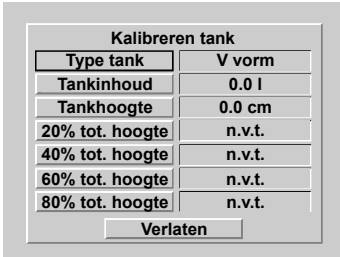 Kalibreren tank
Type tank V vorm
Tankinhoud 0.0 l
Tankhoogte 0.0 cm
20% tot. hoogte n.v.t.
40% tot. hoogte n.v.t.
60% tot. hoogte n.v.t.
80% tot. hoogte n.v.t.
Verlaten